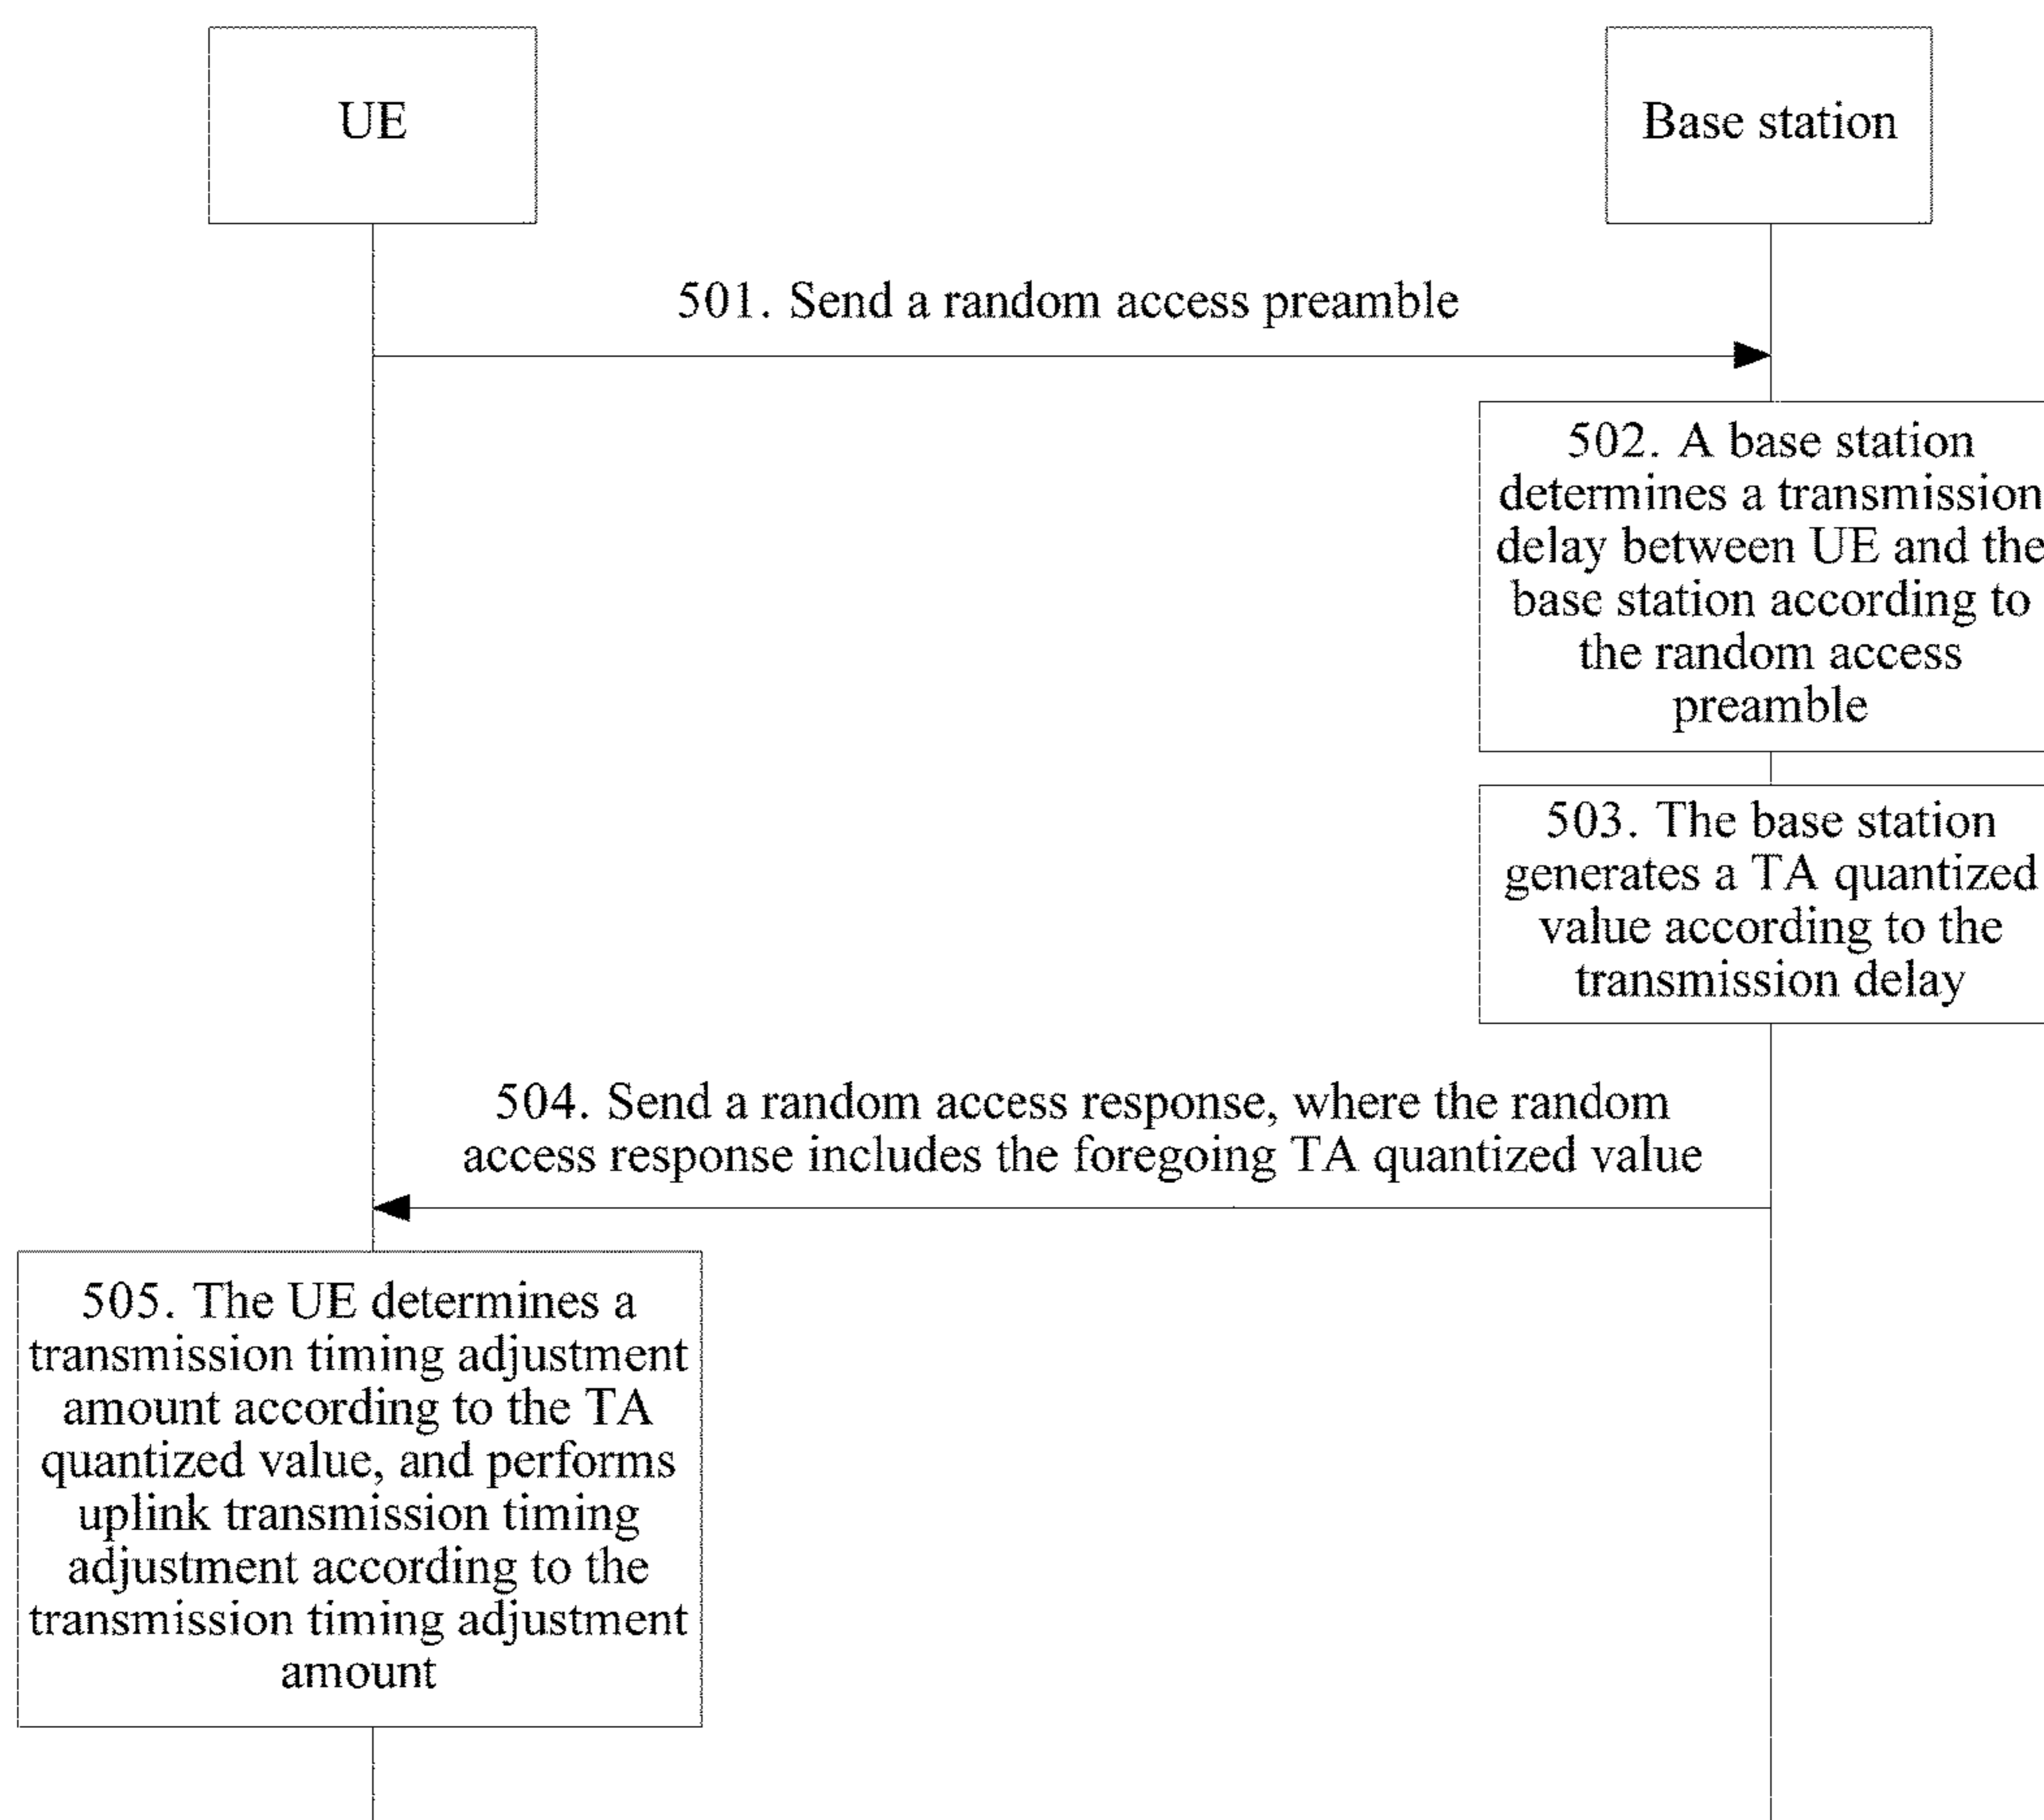 UE
Base station
501. Send a random access preamble
502. A base station
determines a transmission
delay between UE and the
base station according to
the random access
preamble
503. The base station
generates a TA quantized
value according to the
transmission delay
504. Send a random access response, where the random
access response includes the foregoing TA quantized value
505. The UE determines a
transmission timing adjustment
amount according to the TA
quantized value, and performs
uplink transmission timing
adjustment according to the
transmission timing adjustment
amount